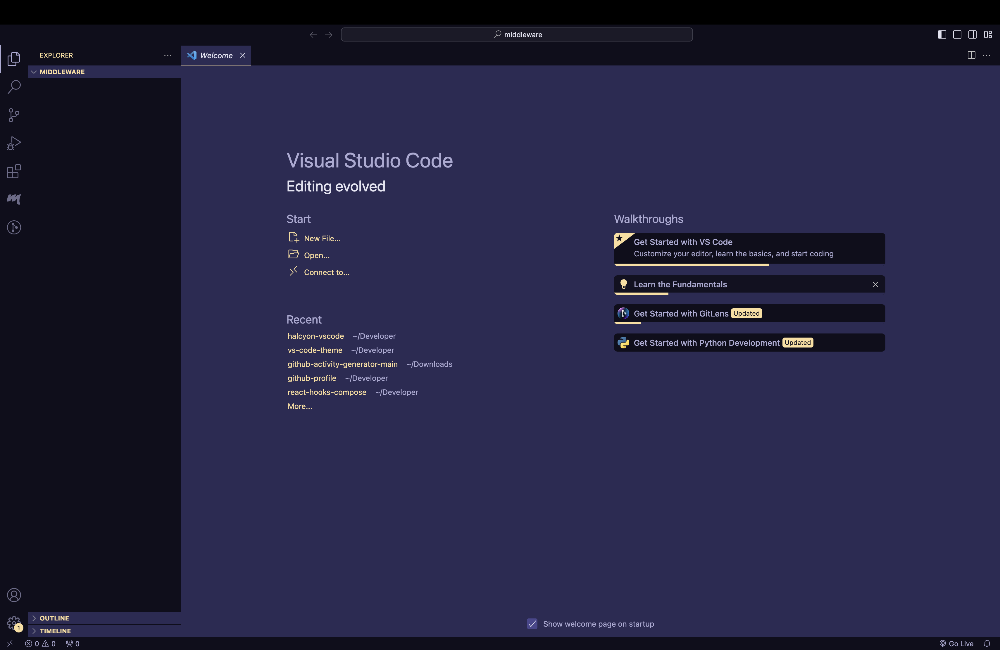 middleware
EXPLORER
Welcome
MIDDLEWARE
Visual Studio Code
Editing evolved
Start
New File...
Open...
Connect to...
Recent
halcyon-vscode ~/Developer
vs-code-theme ~/Developer
github-activity-generator-main ~/Downloads
github-profile ~/Developer
react-hooks-compose ~/Developer
More...
Walkthroughs
Get Started with VS Code
Customize your editor, learn the basics, and start coding
Learn the Fundamentals
Get Started with GitLens Updated
Get Started with Python Development Updated
Show welcome page on startup
OUTLINE
TIMELINE
1
0 0 0
Go Live